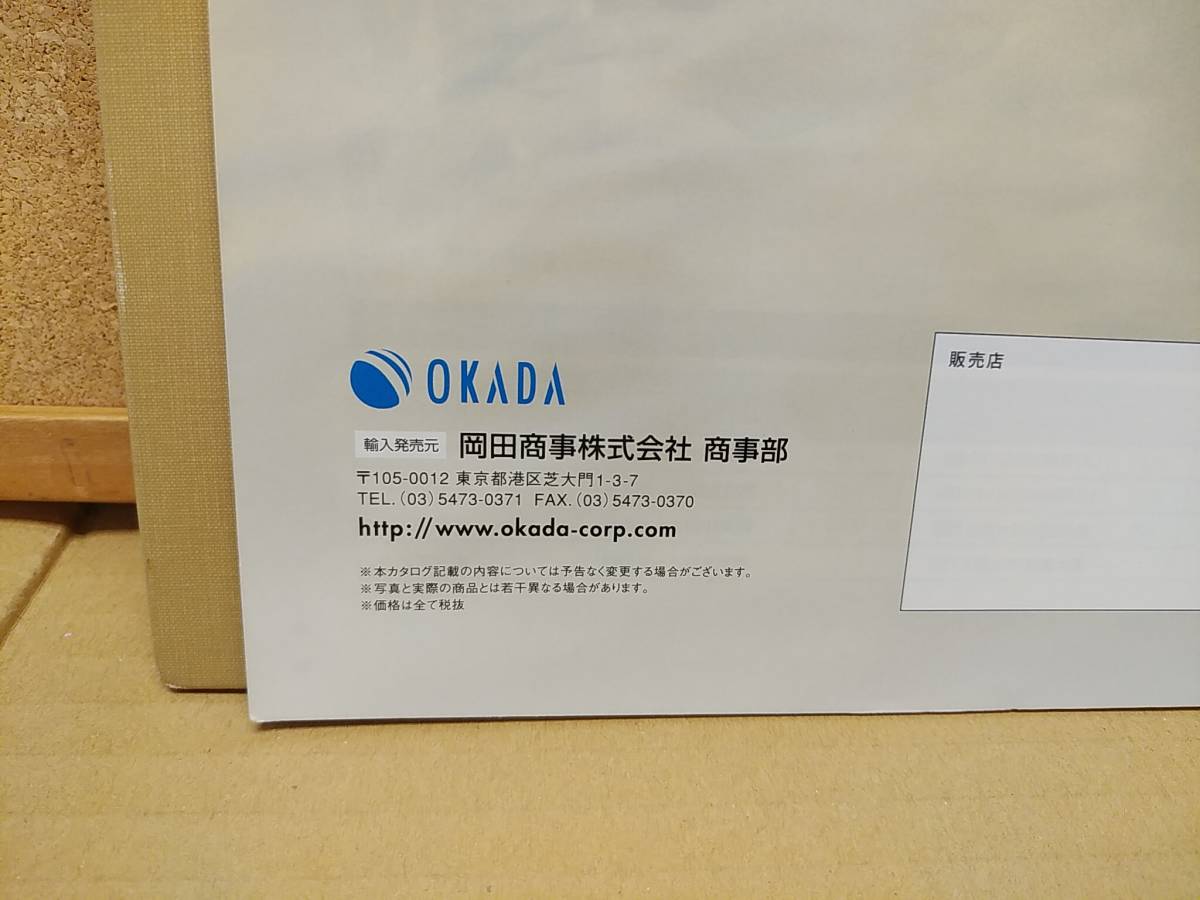 OKADA
輸入発売元 岡田商事株式会社 商事部
〒105-0012 東京都港区芝大門1-3-7
TEL.(03)5473-0371 FAX.(03)5473-0370
http://www.okada-corp.com
※本カタログ記載の内容については予告なく変更する場合がございます。
※写真と実際の商品とは若干異なる場合があります。
※価格は全て税抜
販売店